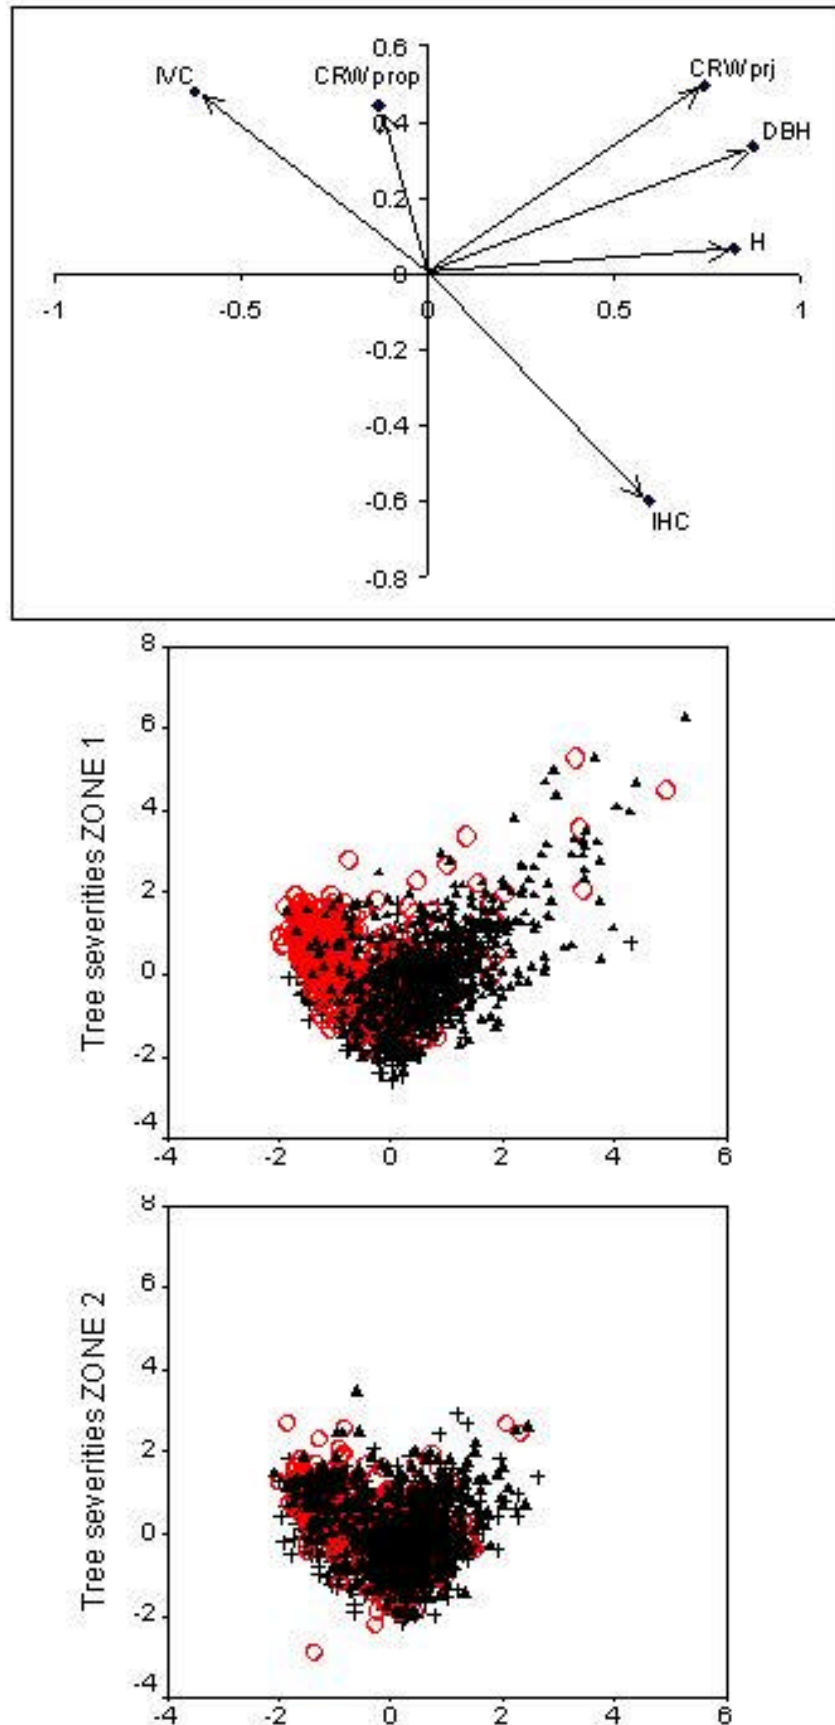 0.6
IVC CRWprop CRWprj
0.4 DBH
0.2 H
0
-1 -0.5 0 0.5 1
-0.2
-0.4
-0.6
IHC
-0.8
Tree severities ZONE 1
8
6
4
2
0
-2
-4
-4 -2 0 2 4 6
Tree severities ZONE 2
8
6
4
2
0
-2
-4
-4 -2 0 2 4 6